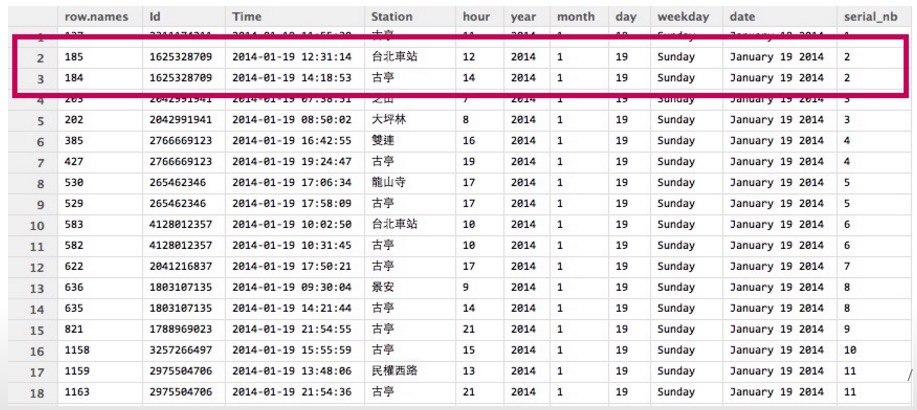 row.names Id Time Station hour year month day weekday date serial_nb
1
2 185 1625328709 2014-01-19 12:31:14 台北車站 12 2014 1 19 Sunday January 19 2014 2
3 184 1625328709 2014-01-19 14:18:53 古亭 14 2014 1 19 Sunday January 19 2014 2
4 203 2042991941 2014-01-19 07:38:51 芝山 7 2014 1 19 Sunday January 19 2014 3
5 202 2042991941 2014-01-19 08:50:02 大坪林 8 2014 1 19 Sunday January 19 2014 3
6 385 2766669123 2014-01-19 16:42:55 雙連 16 2014 1 19 Sunday January 19 2014 4
7 427 2766669123 2014-01-19 19:24:47 古亭 19 2014 1 19 Sunday January 19 2014 4
8 530 265462346 2014-01-19 17:06:34 龍山寺 17 2014 1 19 Sunday January 19 2014 5
9 529 265462346 2014-01-19 17:58:09 古亭 17 2014 1 19 Sunday January 19 2014 5
10 583 4128012357 2014-01-19 10:02:50 台北車站 10 2014 1 19 Sunday January 19 2014 6
11 582 4128012357 2014-01-19 10:31:45 古亭 10 2014 1 19 Sunday January 19 2014 6
12 622 2041216837 2014-01-19 17:50:21 古亭 17 2014 1 19 Sunday January 19 2014 7
13 636 1803107135 2014-01-19 09:30:04 景安 9 2014 1 19 Sunday January 19 2014 8
14 635 1803107135 2014-01-19 14:21:44 古亭 14 2014 1 19 Sunday January 19 2014 8
15 821 1788969023 2014-01-19 21:54:55 古亭 21 2014 1 19 Sunday January 19 2014 9
16 1158 3257266497 2014-01-19 15:55:59 古亭 15 2014 1 19 Sunday January 19 2014 10
17 1159 2975504706 2014-01-19 13:48:06 民權西路 13 2014 1 19 Sunday January 19 2014 11 /
18 1163 2975504706 2014-01-19 21:54:36 古亭 21 2014 1 19 Sunday January 19 2014 11